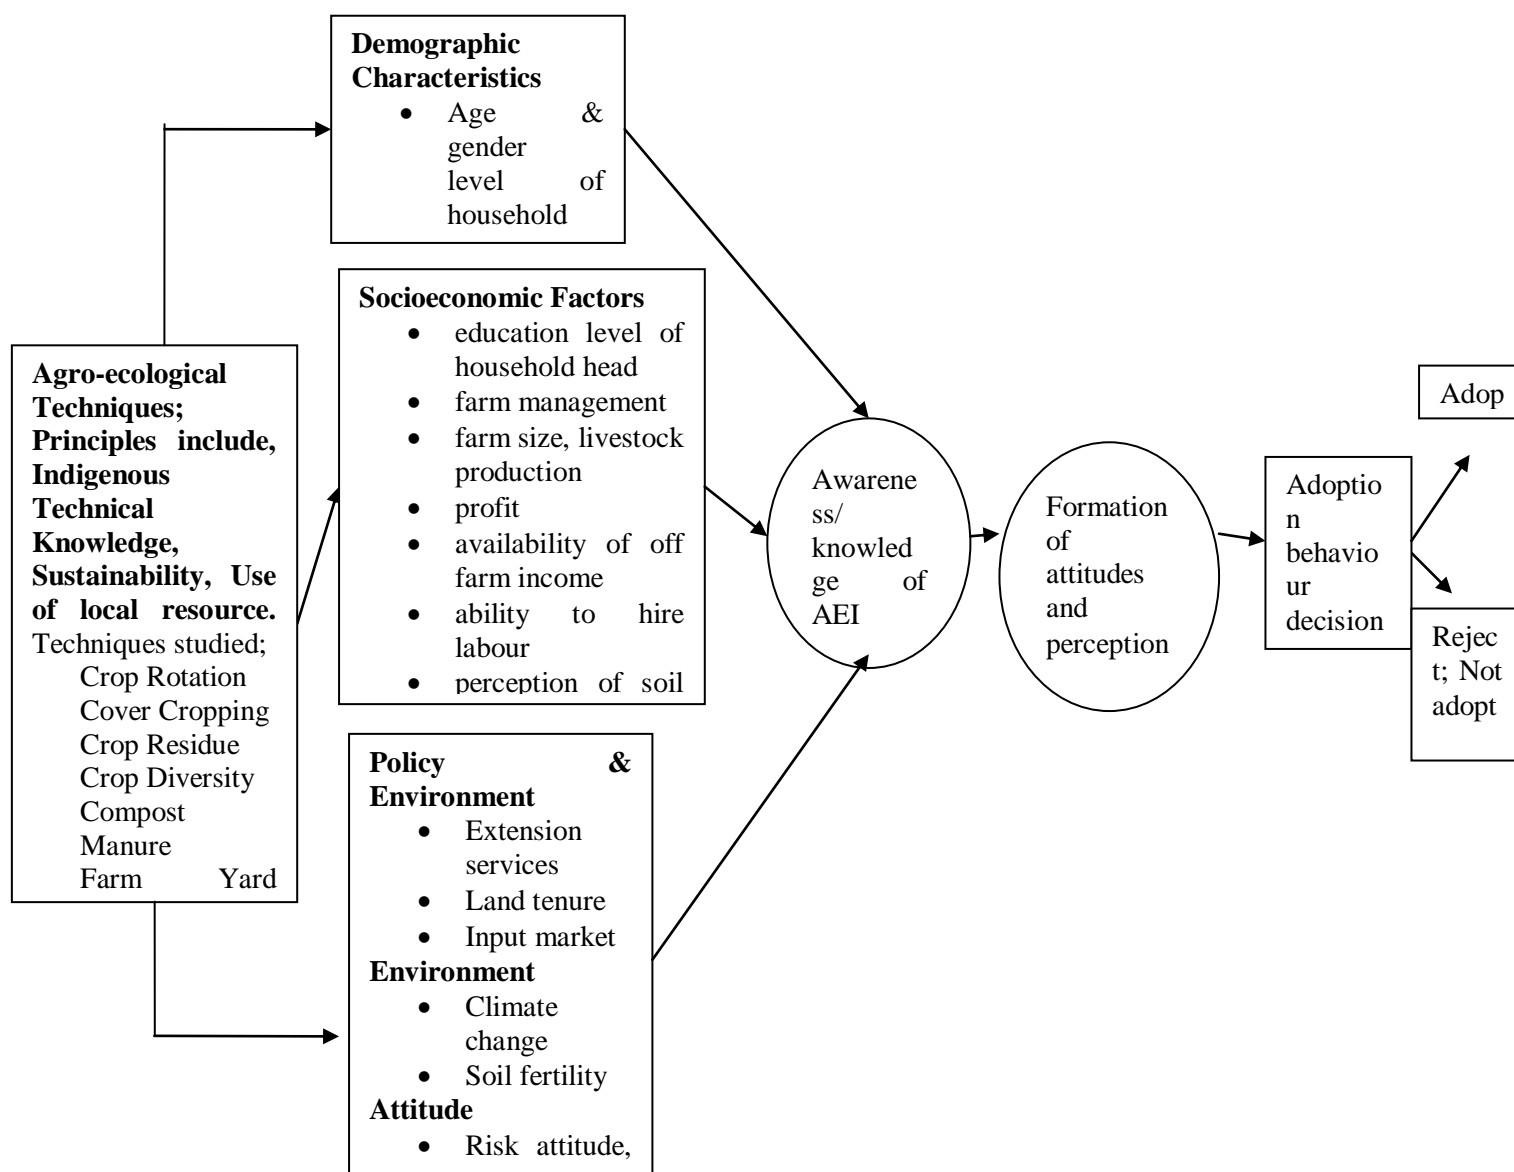 Demographic
Characteristics
• Age &
gender
level of
household
Socioeconomic Factors
• education level of
household head
• farm management
• farm size, livestock
production
• profit
• availability of off
farm income
• ability to hire
labour
• perception of soil
Agro-ecological
Techniques;
Principles include,
Indigenous
Technical
Knowledge,
Sustainability, Use
of local resource.
Techniques studied;
Crop Rotation
Cover Cropping
Crop Residue
Crop Diversity
Compost
Manure
Farm Yard
Policy &
Environment
• Extension
services
• Land tenure
• Input market
Environment
• Climate
change
• Soil fertility
Attitude
• Risk attitude,
Awarene
ss/
knowled
ge of
AEI
Formation
of
attitudes
and
perception
Adoptio
n
behavio
ur
decision
Adop
Rejec
t; Not
adopt